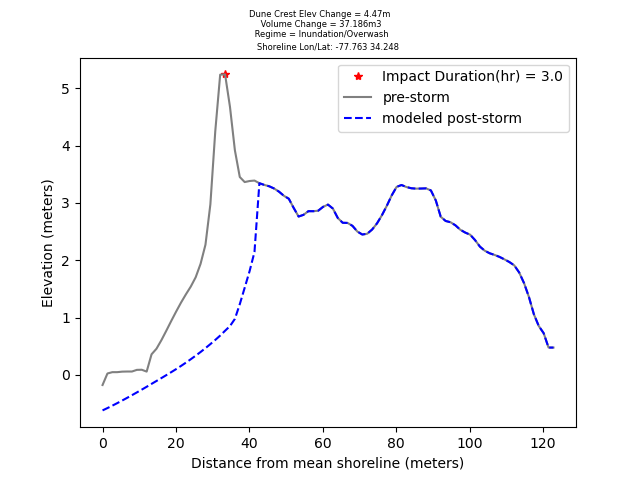 Dune Crest Elev Change = 4.47m
Volume Change = 37.186m3
Regime = Inundation/Overwash
Shoreline Lon/Lat: -77.763 34.248
Impact Duration(hr) = 3.0
pre-storm
modeled post-storm
Elevation (meters)
5
4
3
2
1
0
0 20 40 60 80 100 120
Distance from mean shoreline (meters)